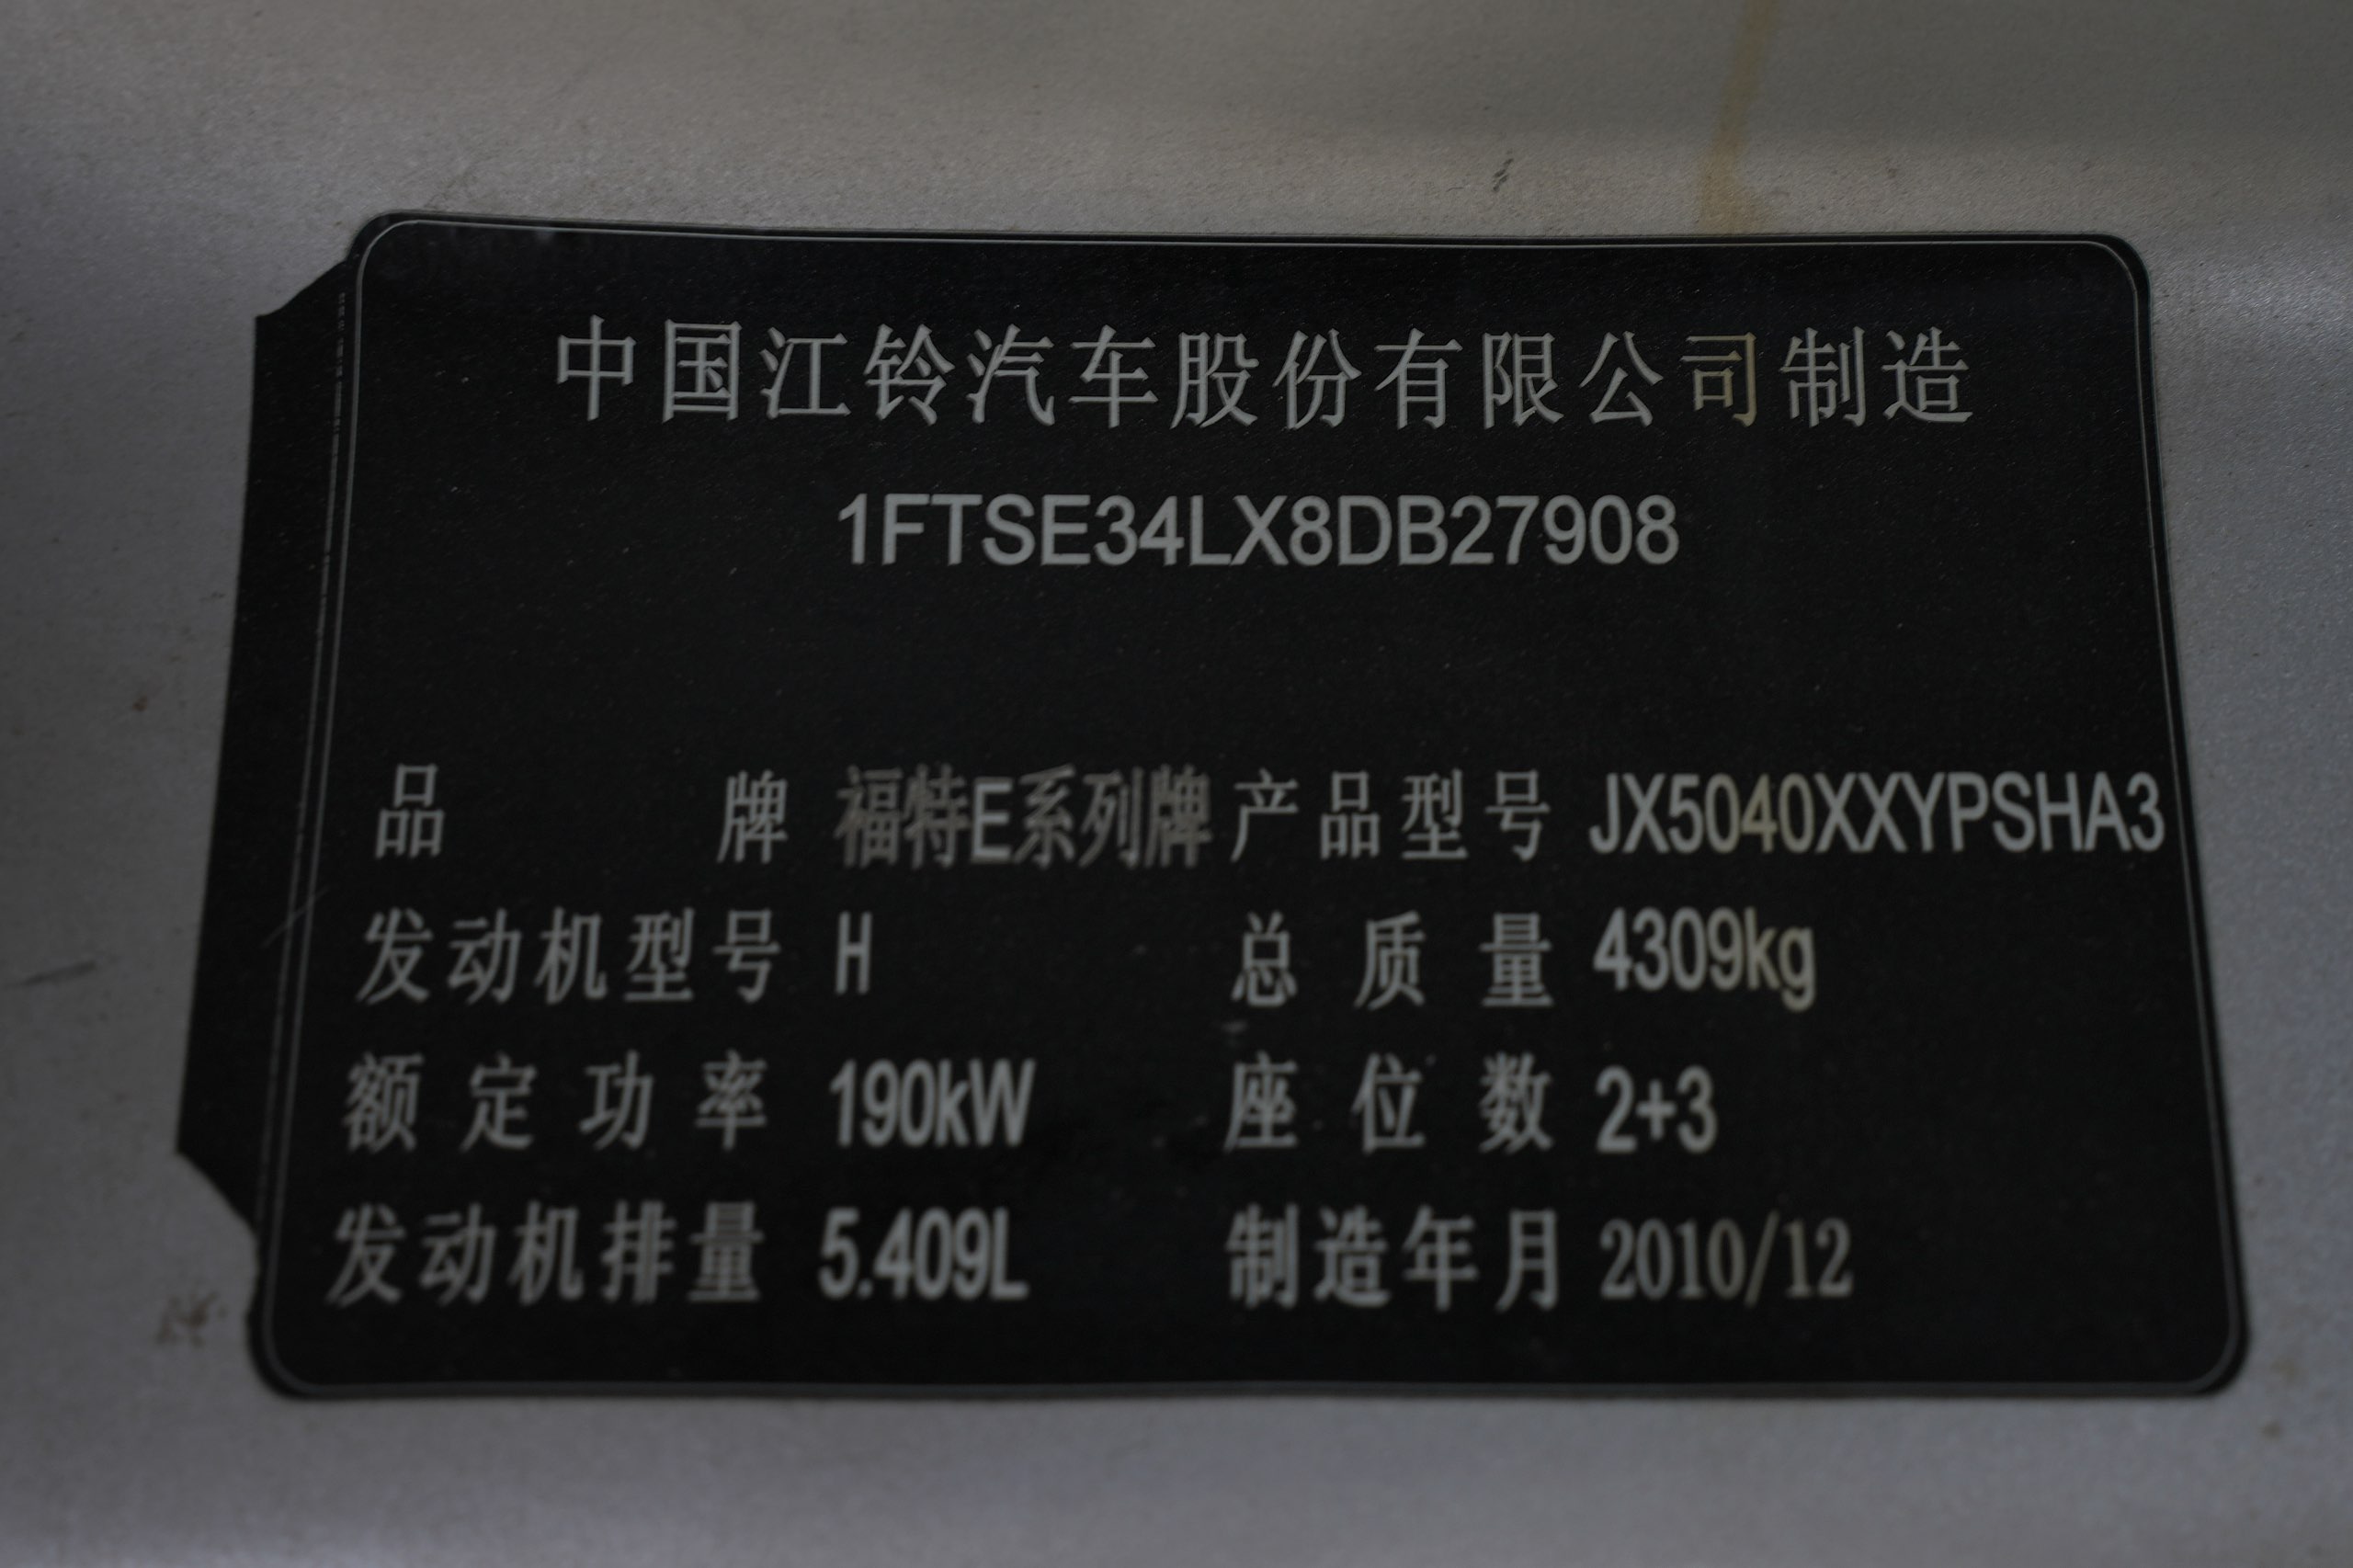 中国江铃汽车股份有限公司制造
1FTSE34LX8DB27908
品牌 福特E系列牌 产品型号 JX5040XXYPSHA3
发动机型号 H 总质量 4309kg
额定功率 190kW 座位数 2+3
发动机排量 5.409L 制造年月 2010/12